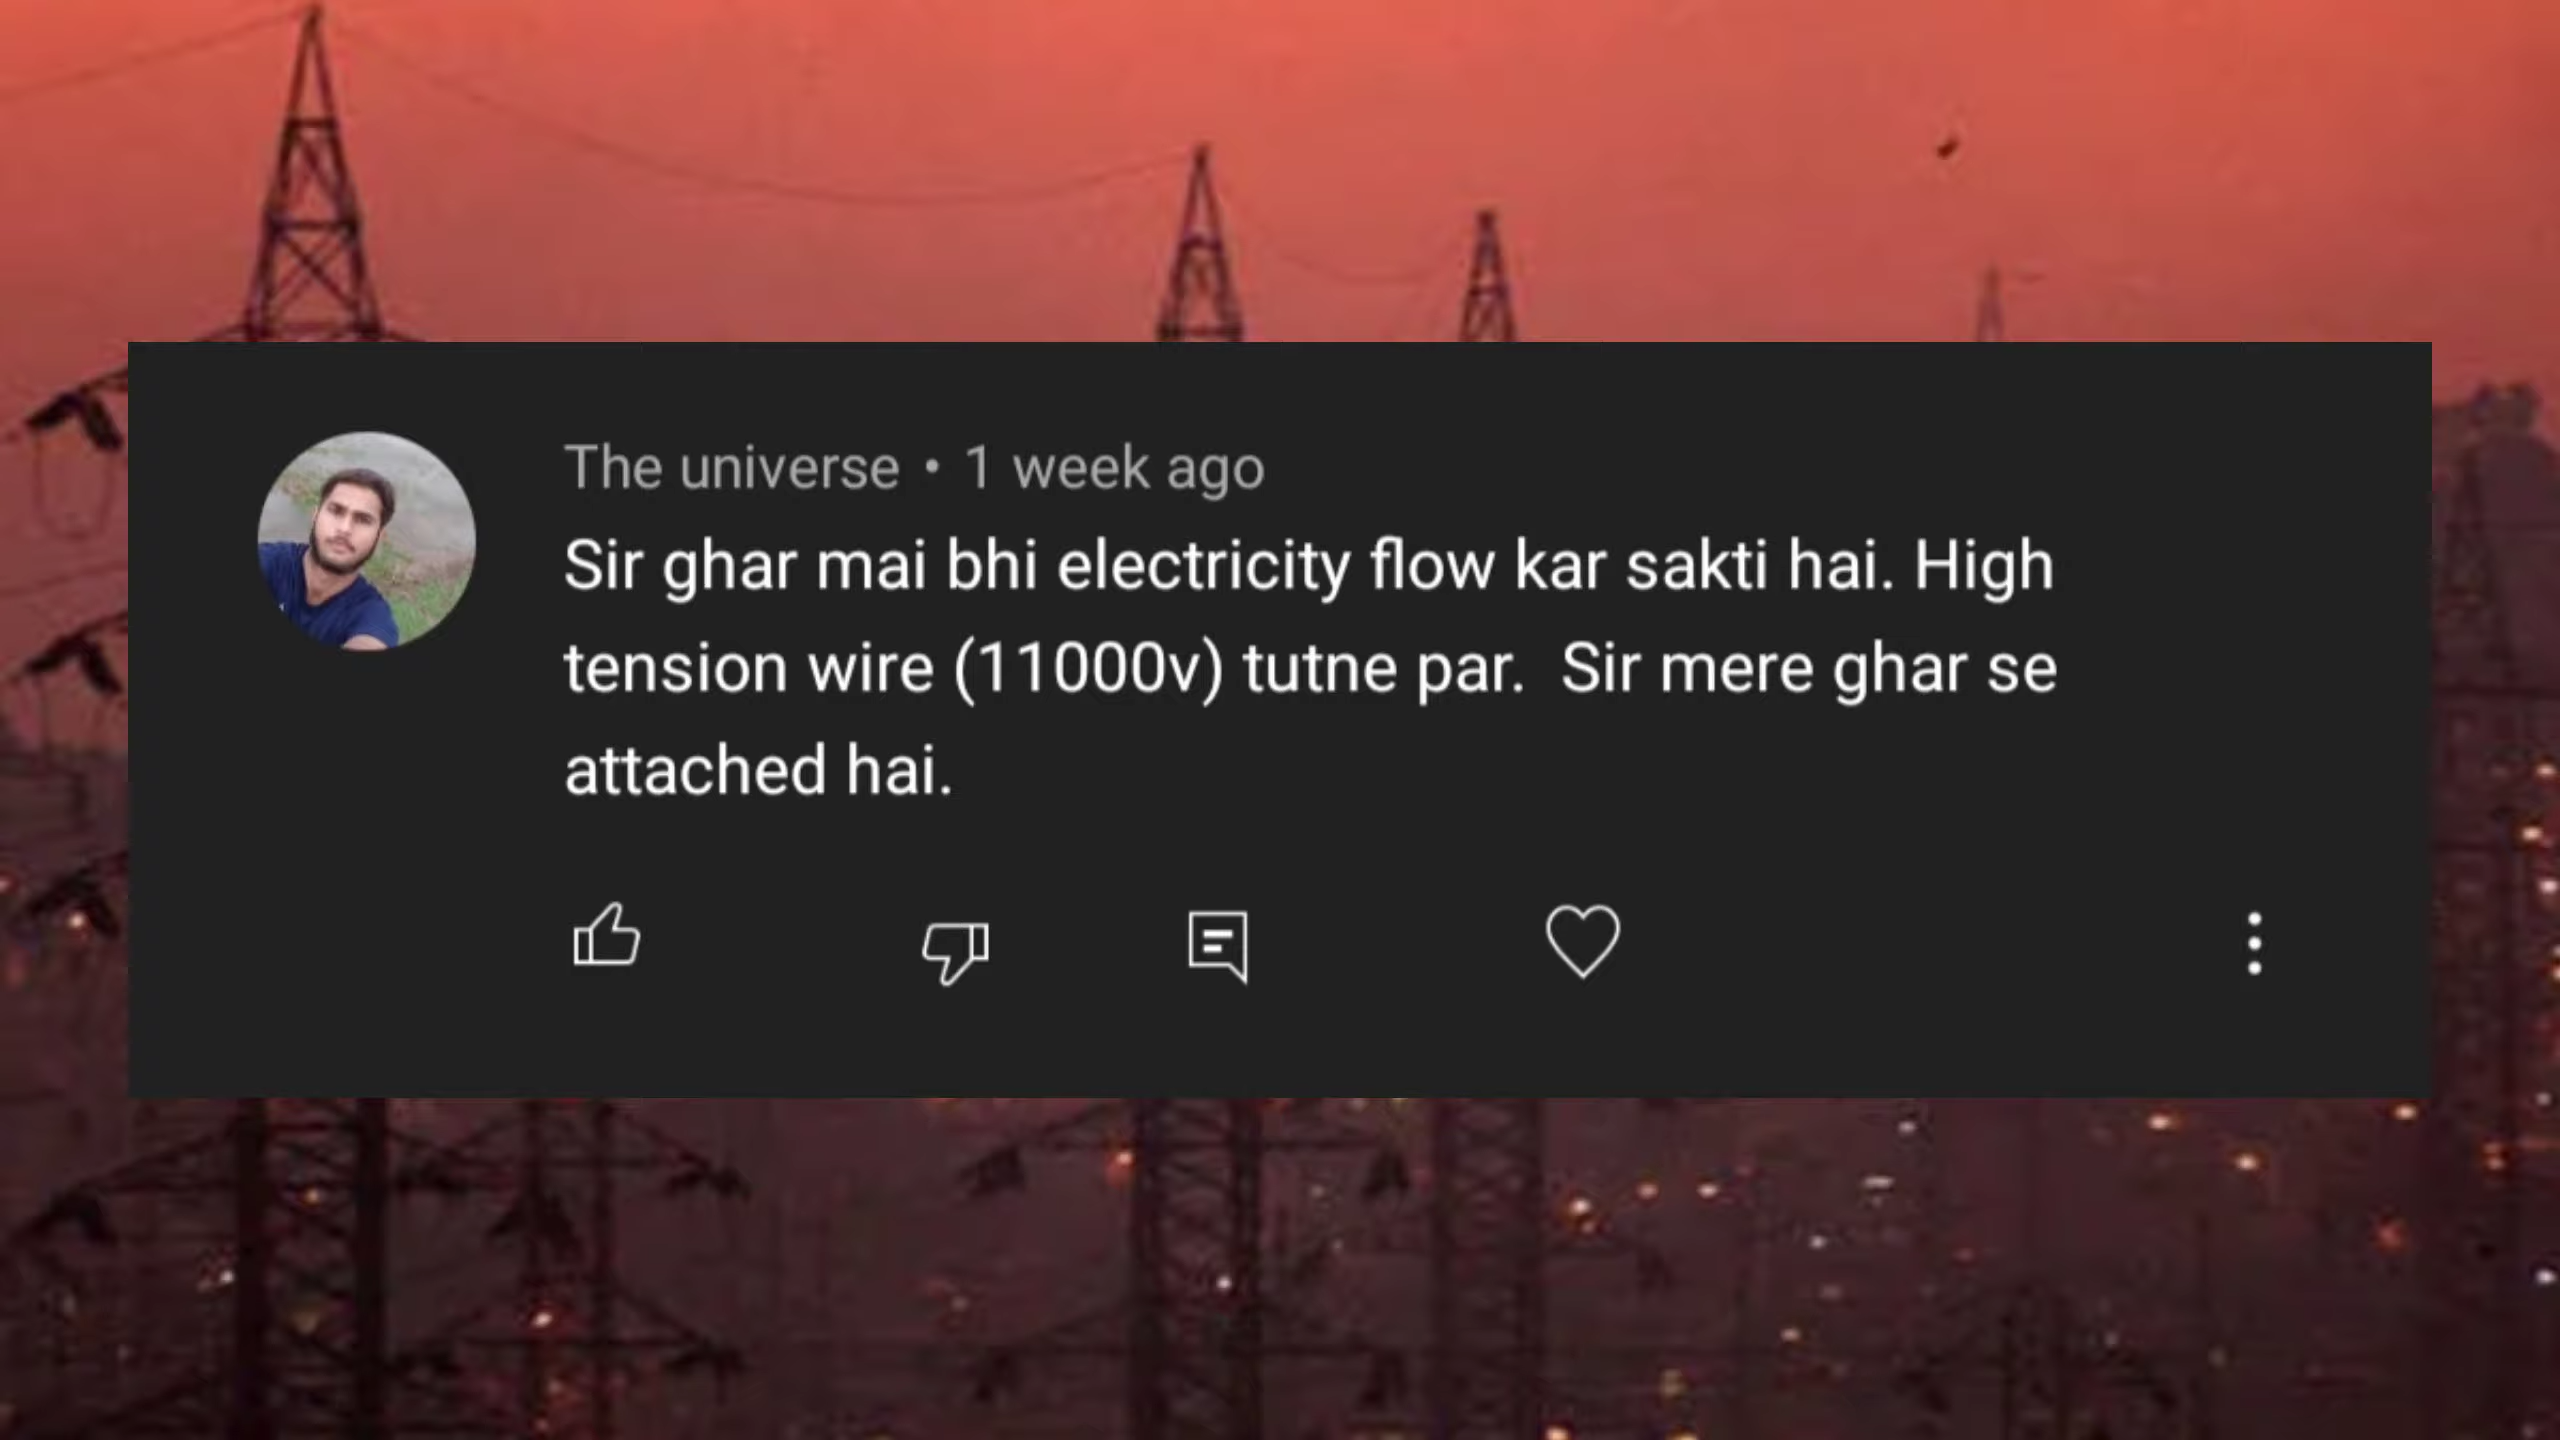 The universe • 1 week ago
Sir ghar mai bhi electricity flow kar sakti hai. High
tension wire (11000v) tutne par.  Sir mere ghar se
attached hai.